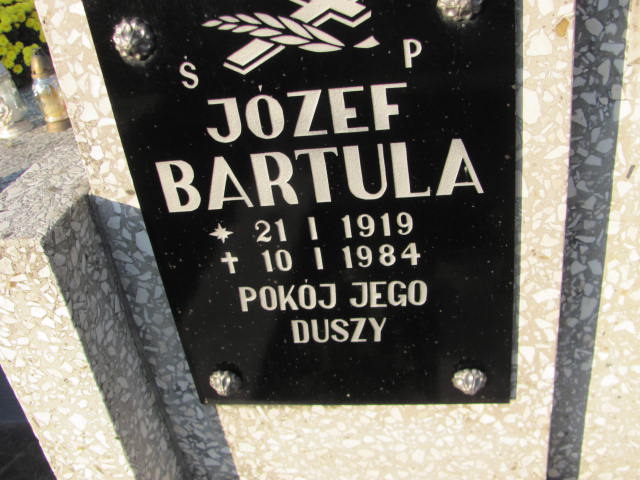 Ś P
JÓZEF
BARTULA
* 21 I 1919
✝ 10 I 1984
POKÓJ JEGO
DUSZY